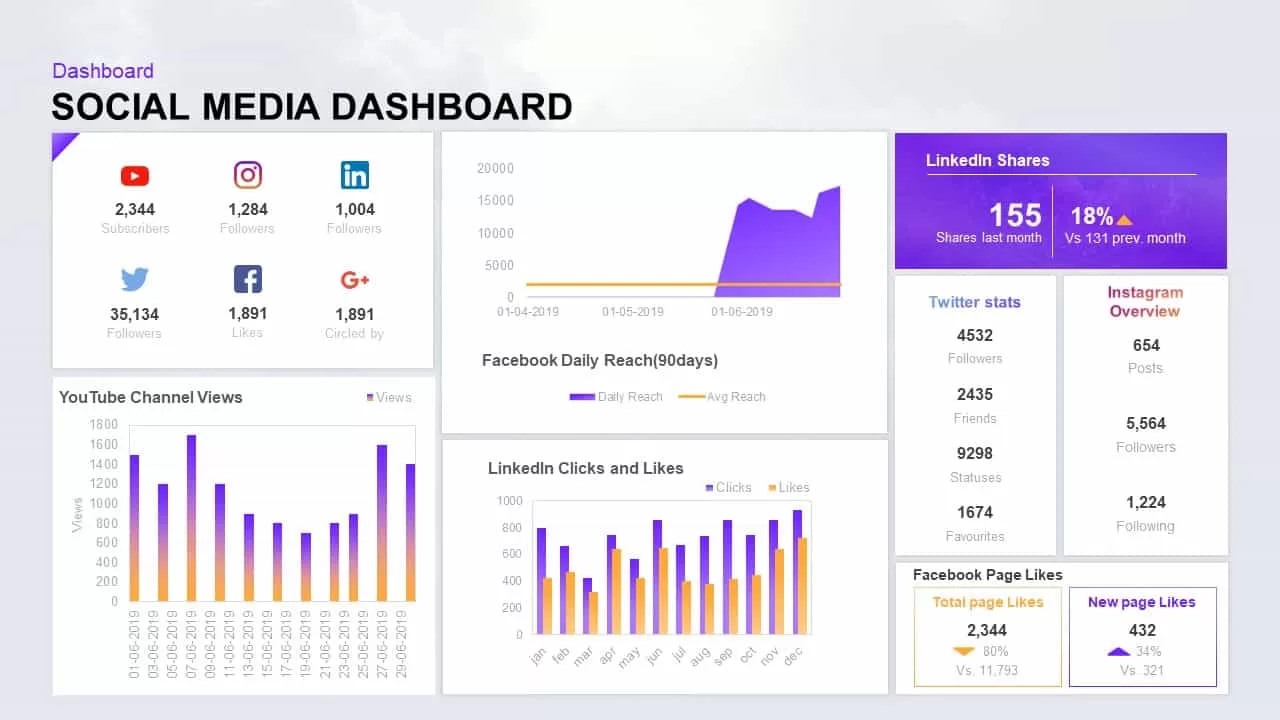 Dashboard
SOCIAL MEDIA DASHBOARD
2,344
Subscribers
1,284
Followers
in
1,004
Followers
35,134
Followers
f
1,891
Likes
G+
1,891
Circled by
20000
15000
10000
5000
0
01-04-2019 01-05-2019 01-06-2019
Facebook Daily Reach(90days)
Daily Reach Avg Reach
LinkedIn Shares
155
Shares last month
18%
Vs 131 prev. month
Twitter stats
4532
Followers
2435
Friends
9298
Statuses
1674
Favourites
Instagram
Overview
654
Posts
5,564
Followers
1,224
Following
YouTube Channel Views
Views
Views
1800
1600
1400
1200
1000
800
600
400
200
0
01-06-2019
03-06-2019
05-06-2019
07-06-2019
09-06-2019
11-06-2019
13-06-2019
15-06-2019
17-06-2019
19-06-2019
21-06-2019
23-06-2019
25-06-2019
27-06-2019
29-06-2019
LinkedIn Clicks and Likes
Clicks Likes
1000
800
600
400
200
0
jan feb mar apr may jun jul aug sep oct nov dec
Facebook Page Likes
Total page Likes
2,344
80%
Vs. 11,793
New page Likes
432
34%
Vs. 321